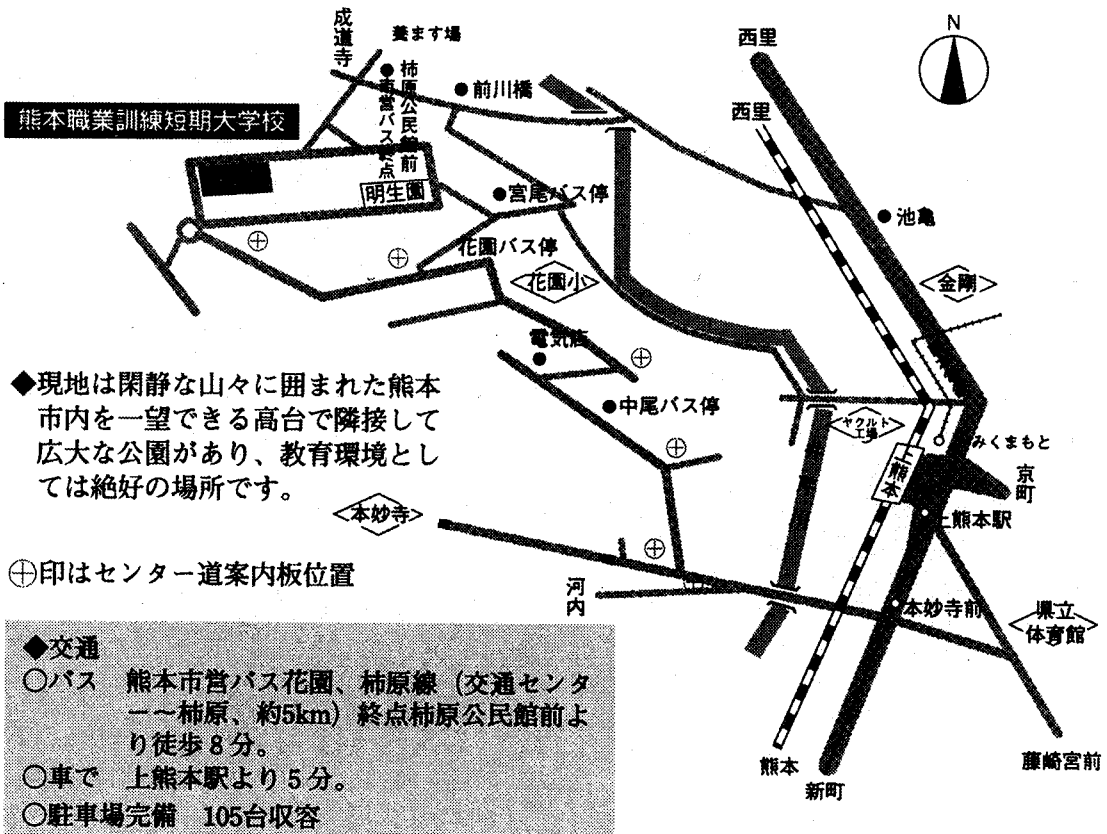 成道寺
養ます場
柿原公民館前
市営バス終点
前川橋
西里
N
熊本職業訓練短期大学校
西里
明生園
宮尾バス停
池亀
花園バス停
花園小
金剛
電気店
◆現地は閑静な山々に囲まれた熊本
市内を一望できる高台で隣接して
広大な公園があり、教育環境とし
ては絶好の場所です。
中尾バス停
ヤクルト
工場
みくまもと
上熊本
京町
本妙寺
上熊本駅
⊕印はセンター道案内板位置
河内
本妙寺前
県立
体育館
◆交通
○バス 熊本市営バス花園、柿原線(交通センタ
ー〜柿原、約5km)終点柿原公民館前よ
り徒歩8分。
○車で 上熊本駅より5分。
○駐車場完備 105台収容
熊本
新町
藤崎宮前